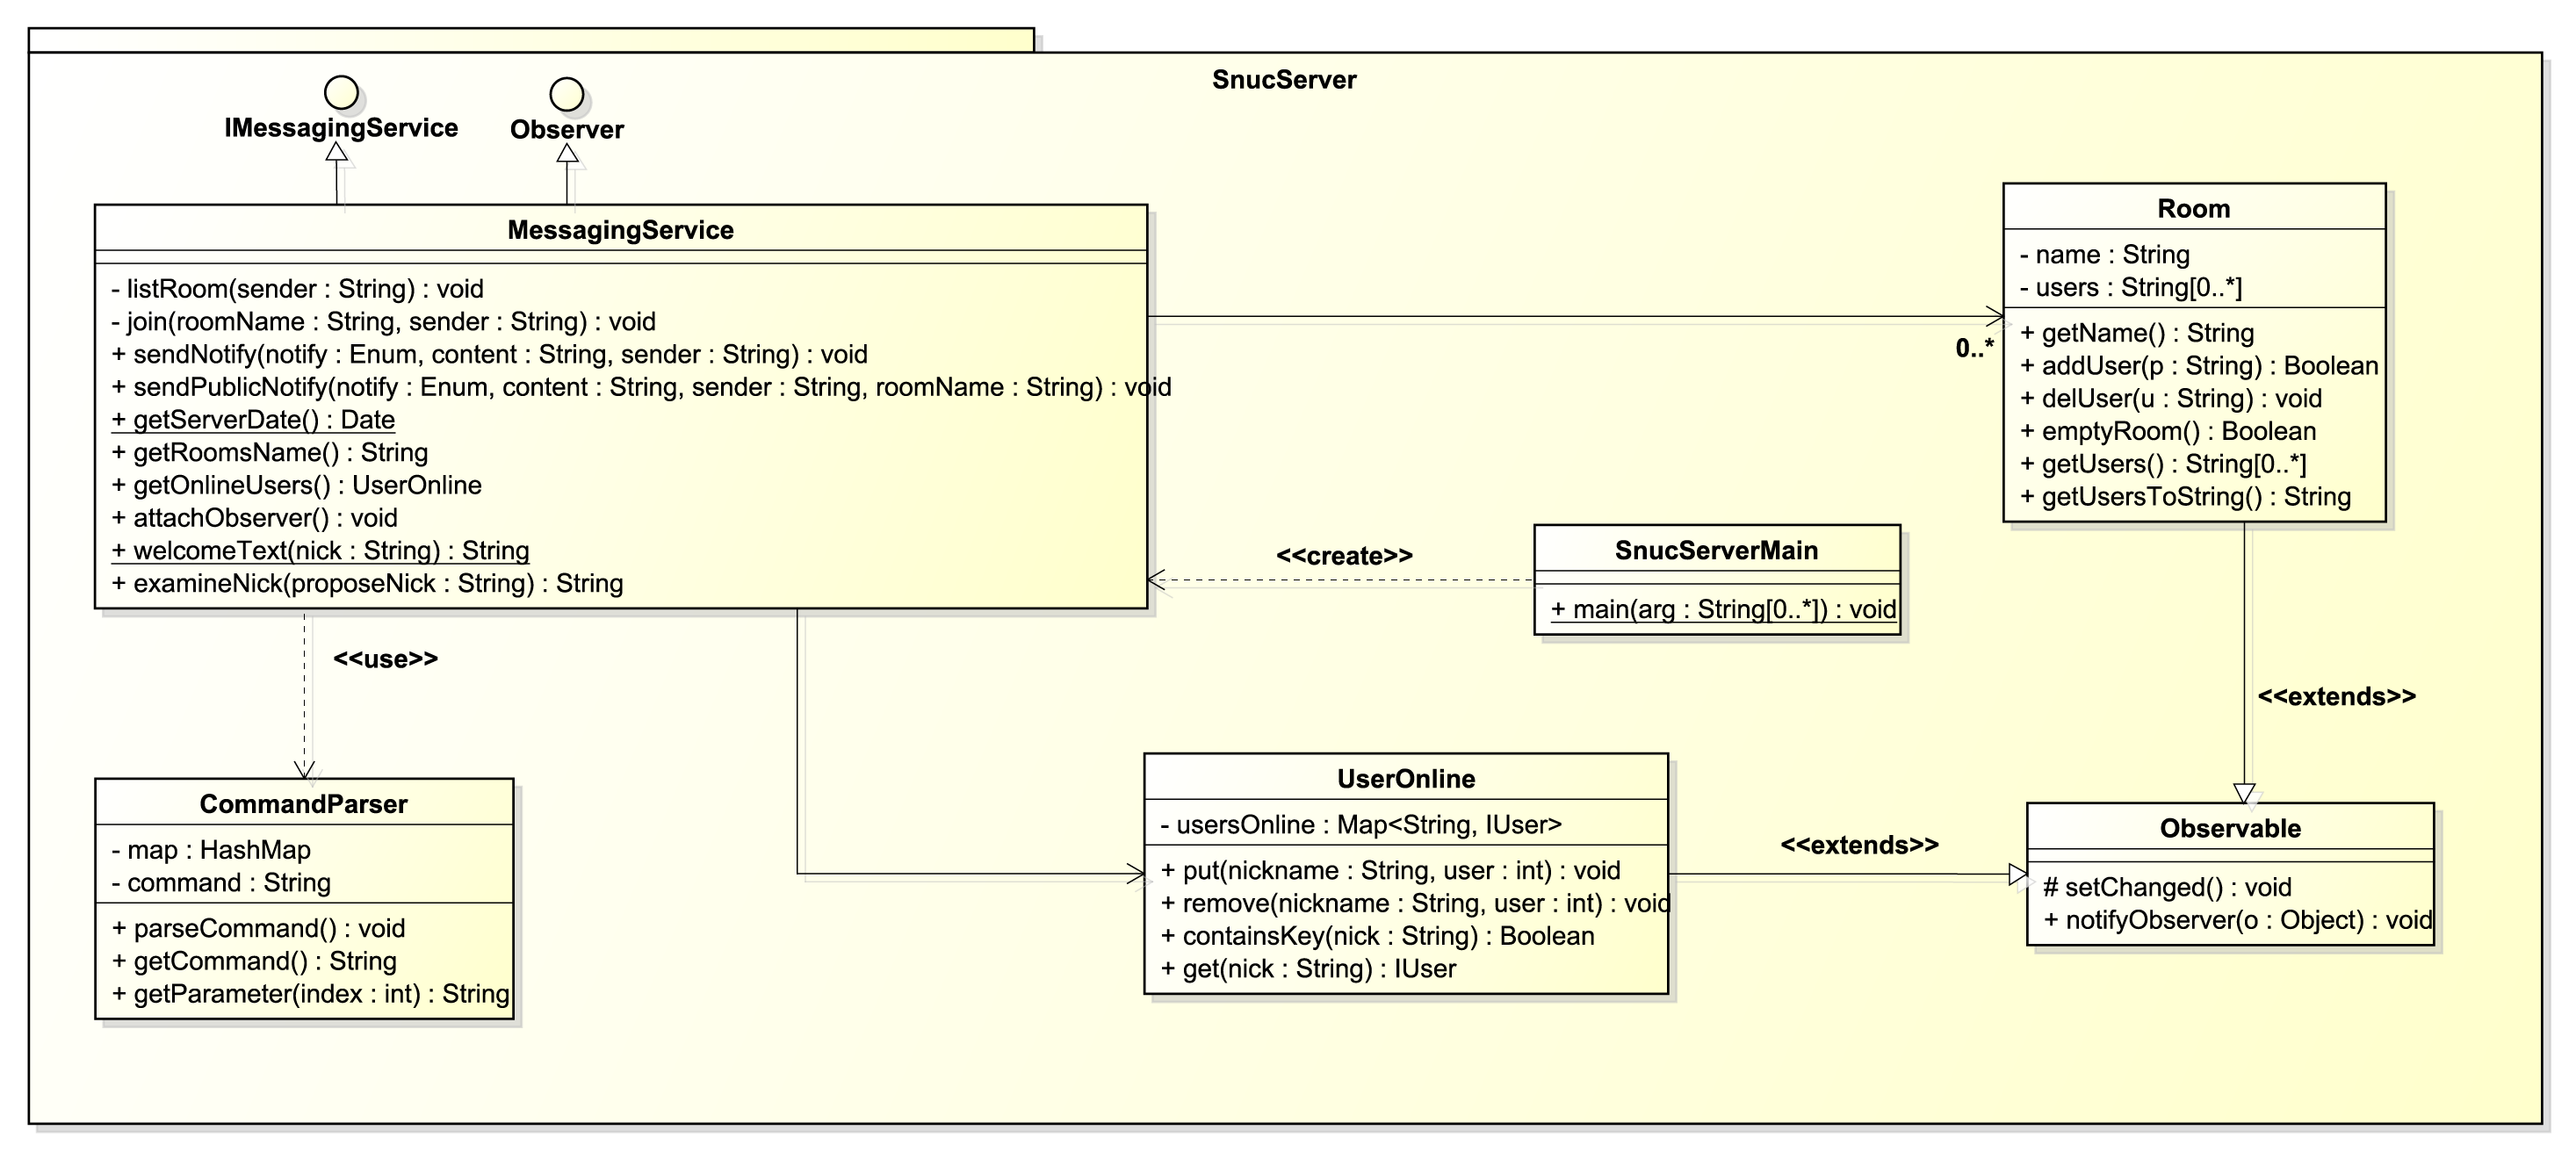 SnucServer
IMessagingService
Observer
MessagingService
- listRoom(sender : String) : void
- join(roomName : String, sender : String) : void
+ sendNotify(notify : Enum, content : String, sender : String) : void
+ sendPublicNotify(notify : Enum, content : String, sender : String, roomName : String) : void
+ getServerDate() : Date
+ getRoomsName() : String
+ getOnlineUsers() : UserOnline
+ attachObserver() : void
+ welcomeText(nick : String) : String
+ examineNick(proposeNick : String) : String
Room
- name : String
- users : String[0..*]
+ getName() : String
+ addUser(p : String) : Boolean
+ delUser(u : String) : void
+ emptyRoom() : Boolean
+ getUsers() : String[0..*]
+ getUsersToString() : String
0..*
<<create>>
SnucServerMain
+ main(arg : String[0..*]) : void
<<use>>
<<extends>>
CommandParser
- map : HashMap
- command : String
+ parseCommand() : void
+ getCommand() : String
+ getParameter(index : int) : String
UserOnline
- usersOnline : Map<String, IUser>
+ put(nickname : String, user : int) : void
+ remove(nickname : String, user : int) : void
+ containsKey(nick : String) : Boolean
+ get(nick : String) : IUser
<<extends>>
Observable
# setChanged() : void
+ notifyObserver(o : Object) : void